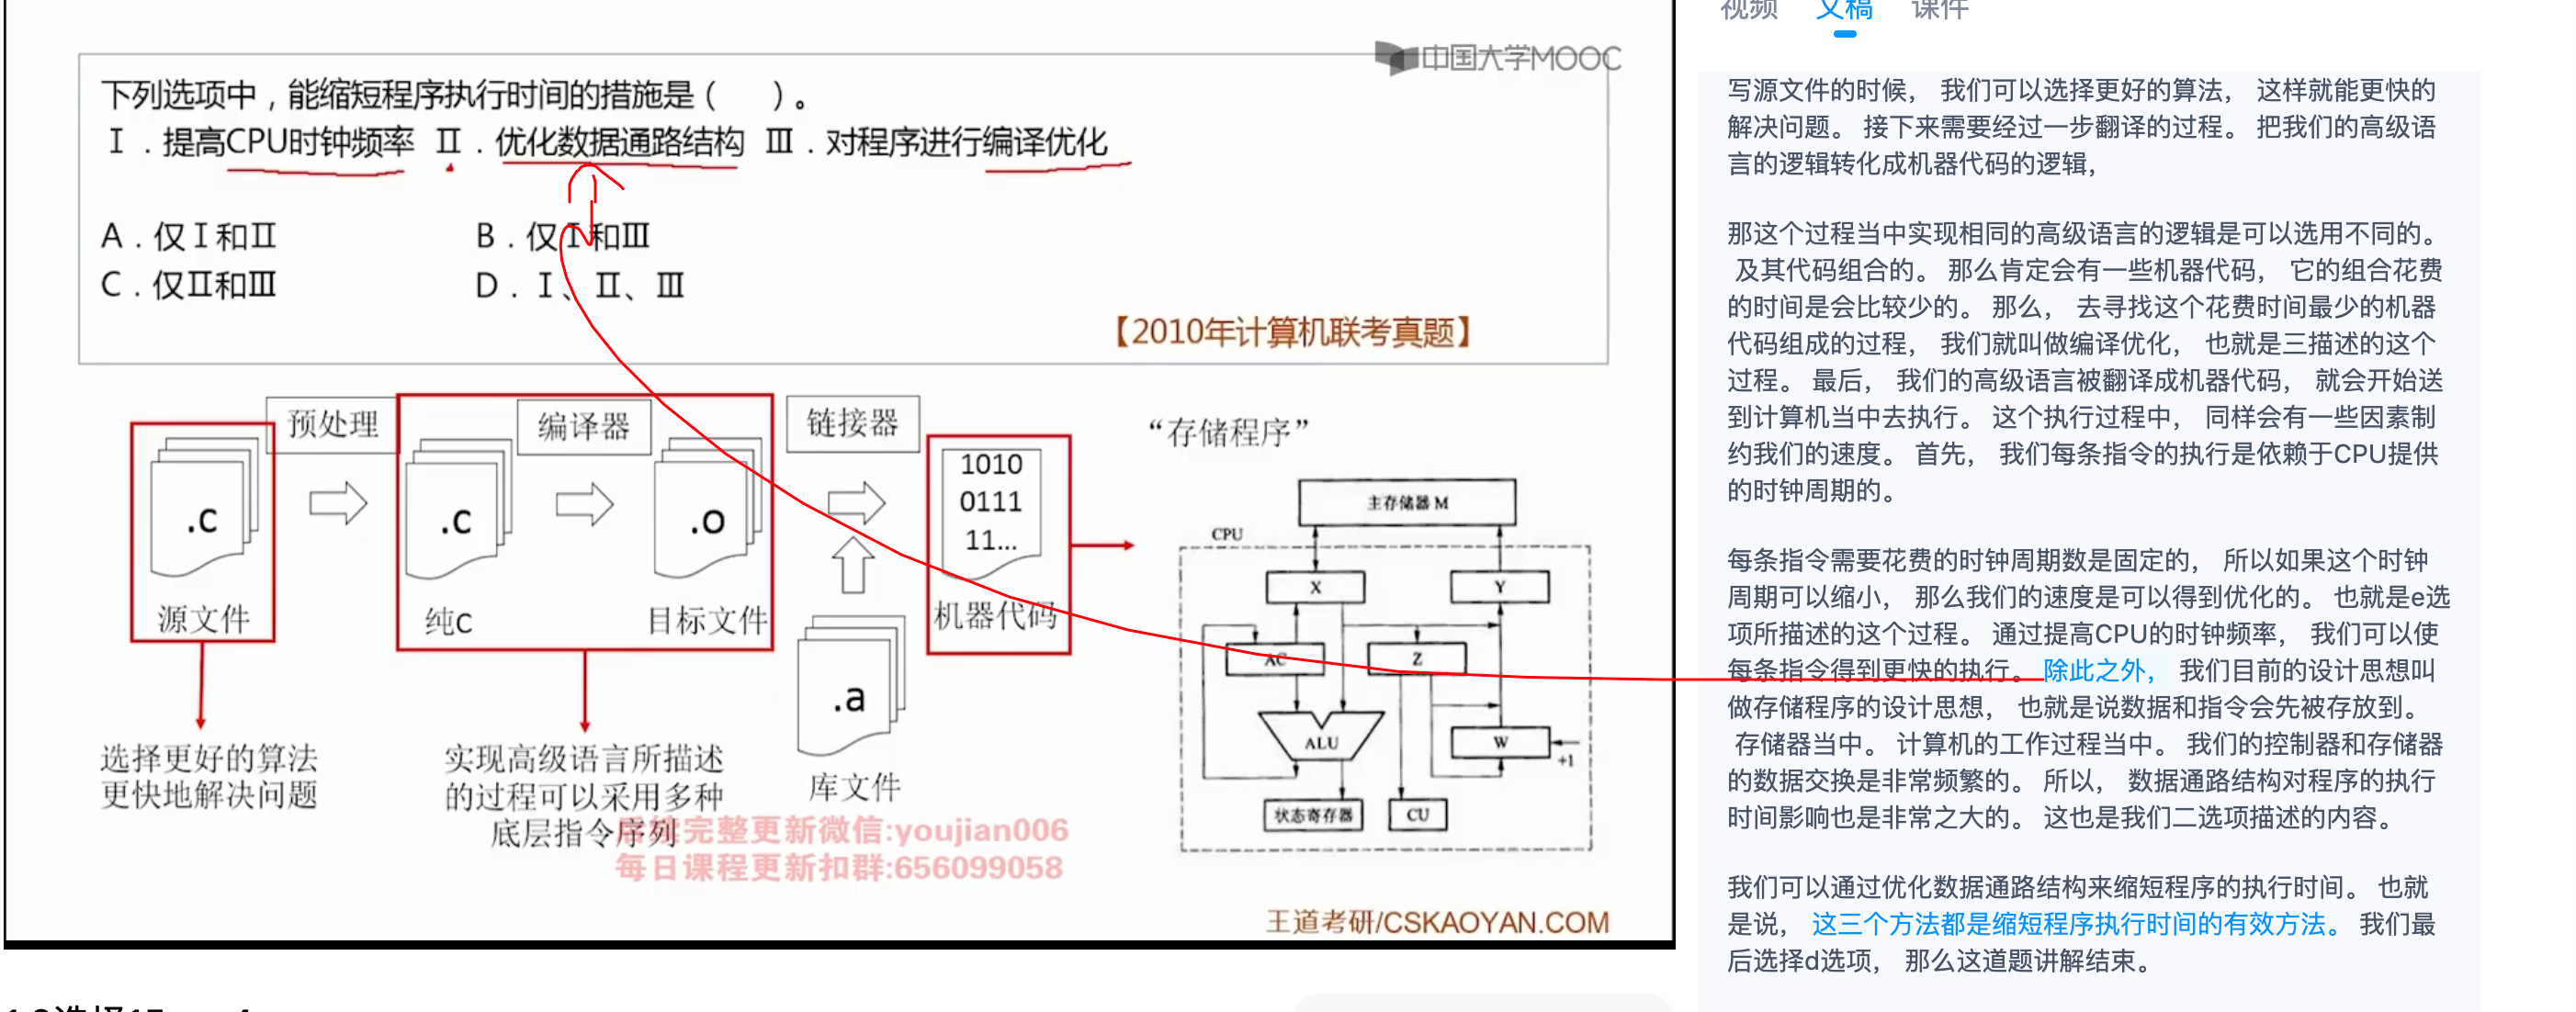 视频 文稿 课件
中国大学MOOC
下列选项中，能缩短程序执行时间的措施是（ ）。
Ⅰ．提高CPU时钟频率 Ⅱ．优化数据通路结构 Ⅲ．对程序进行编译优化
A．仅Ⅰ和Ⅱ B．仅Ⅰ和Ⅲ
C．仅Ⅱ和Ⅲ D．Ⅰ、Ⅱ、Ⅲ
【2010年计算机联考真题】
预处理 编译器 链接器
“存储程序”
.c .c .o
1010
0111
11...
源文件 纯C 目标文件 机器代码
.a
库文件
选择更好的算法
更快地解决问题
实现高级语言所描述
的过程可以采用多种
底层指令序列
主存储器 M
CPU
X Y
AC Z
ALU W +1
状态寄存器 CU
完整更新微信:youjian006
每日课程更新扣群:656099058
王道考研/CSKAOYAN.COM
写源文件的时候， 我们可以选择更好的算法， 这样就能更快的
解决问题。 接下来需要经过一步翻译的过程。 把我们的高级语
言的逻辑转化成机器代码的逻辑，
那这个过程当中实现相同的高级语言的逻辑是可以选用不同的。
及其代码组合的。 那么肯定会有一些机器代码， 它的组合花费
的时间是会比较少的。 那么， 去寻找这个花费时间最少的机器
代码组成的过程， 我们就叫做编译优化， 也就是三描述的这个
过程。 最后， 我们的高级语言被翻译成机器代码， 就会开始送
到计算机当中去执行。 这个执行过程中， 同样会有一些因素制
约我们的速度。 首先， 我们每条指令的执行是依赖于CPU提供
的时钟周期的。
每条指令需要花费的时钟周期数是固定的， 所以如果这个时钟
周期可以缩小， 那么我们的速度是可以得到优化的。 也就是e选
项所描述的这个过程。 通过提高CPU的时钟频率， 我们可以使
每条指令得到更快的执行。 除此之外， 我们目前的设计思想叫
做存储程序的设计思想， 也就是说数据和指令会先被存放到。
存储器当中。 计算机的工作过程当中。 我们的控制器和存储器
的数据交换是非常频繁的。 所以， 数据通路结构对程序的执行
时间影响也是非常之大的。 这也是我们二选项描述的内容。
我们可以通过优化数据通路结构来缩短程序的执行时间。 也就
是说， 这三个方法都是缩短程序执行时间的有效方法。 我们最
后选择d选项， 那么这道题讲解结束。